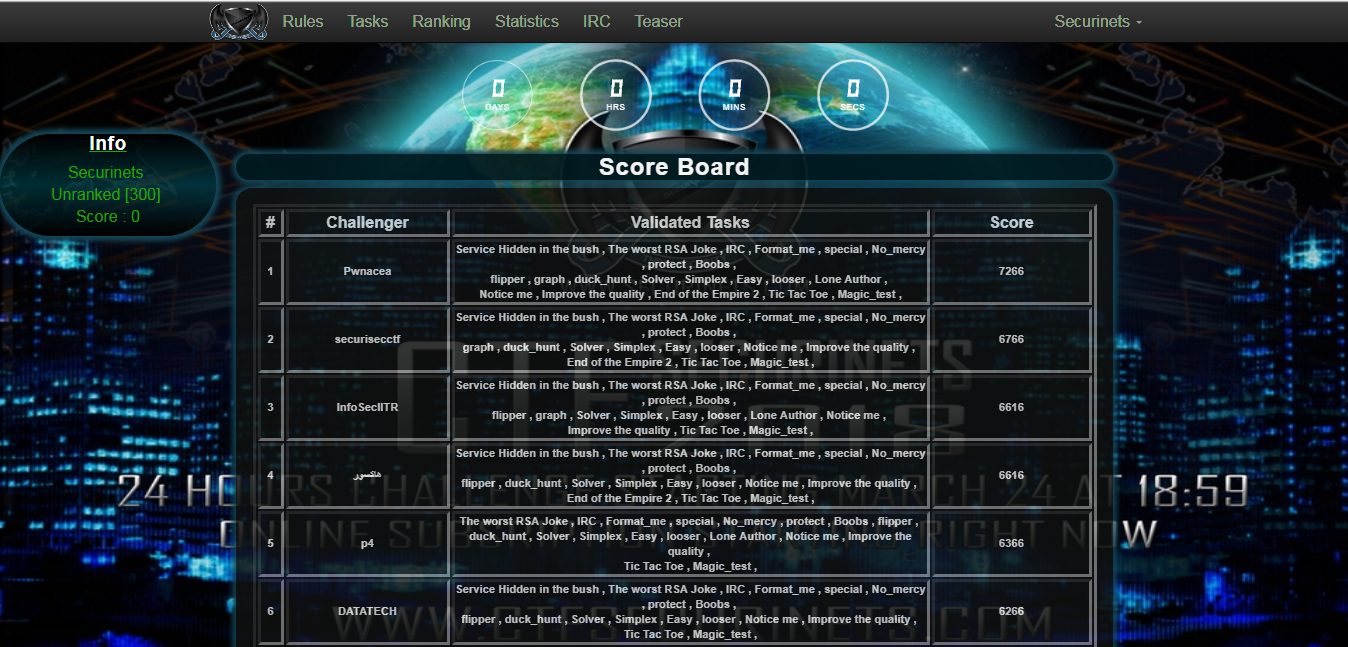 Rules Tasks Ranking Statistics IRC Teaser Securinets
0 0 0 0
DAYS HRS MINS SECS
Info
Securinets
Unranked [300]
Score : 0
Score Board
# Challenger Validated Tasks Score
1 Pwnacea 7266
Service Hidden in the bush , The worst RSA Joke , IRC , Format_me , special , No_mercy
, protect , Boobs ,
flipper , graph , duck_hunt , Solver , Simplex , Easy , looser , Lone Author ,
Notice me , Improve the quality , End of the Empire 2 , Tic Tac Toe , Magic_test ,
2 securisecctf 6766
Service Hidden in the bush , The worst RSA Joke , IRC , Format_me , special , No_mercy
, protect , Boobs ,
graph , duck_hunt , Solver , Simplex , Easy , looser , Notice me , Improve the quality ,
End of the Empire 2 , Tic Tac Toe , Magic_test ,
3 InfoSecIITR 6616
Service Hidden in the bush , The worst RSA Joke , IRC , Format_me , special , No_mercy
, protect , Boobs ,
flipper , graph , Solver , Simplex , Easy , looser , Lone Author , Notice me ,
Improve the quality , Tic Tac Toe , Magic_test ,
4 هاكسور 6616
Service Hidden in the bush , The worst RSA Joke , IRC , Format_me , special , No_mercy
, protect , Boobs ,
flipper , duck_hunt , Solver , Simplex , Easy , looser , Notice me , Improve the quality ,
End of the Empire 2 , Tic Tac Toe , Magic_test ,
5 p4 6366
The worst RSA Joke , IRC , Format_me , special , No_mercy , protect , Boobs , flipper ,
duck_hunt , Solver , Simplex , Easy , looser , Lone Author , Notice me , Improve the
quality ,
Tic Tac Toe , Magic_test ,
6 DATATECH 6266
Service Hidden in the bush , The worst RSA Joke , IRC , Format_me , special , No_mercy
, protect , Boobs ,
flipper , duck_hunt , Solver , Simplex , Easy , looser , Notice me , Improve the quality ,
Tic Tac Toe , Magic_test ,
24 HOURS MARCH 24 AT 18:59
ONLINE RIGHT NOW